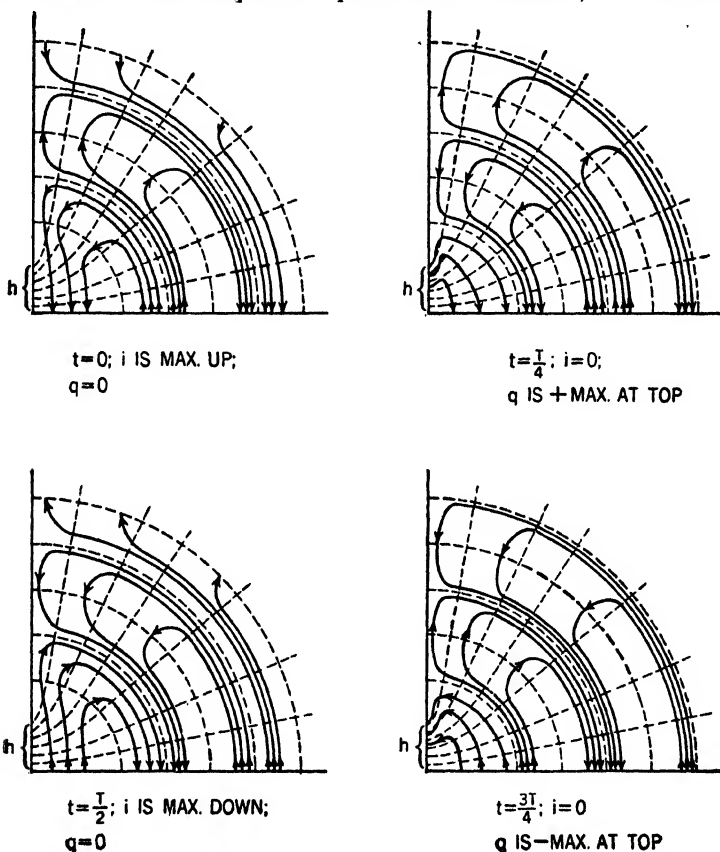 h
t=0; i IS MAX. UP;
q=0
h
t=T/4; i=0;
q IS +MAX. AT TOP
h
t=T/2; i IS MAX. DOWN;
q=0
h
t=3T/4; i=0
q IS-MAX. AT TOP